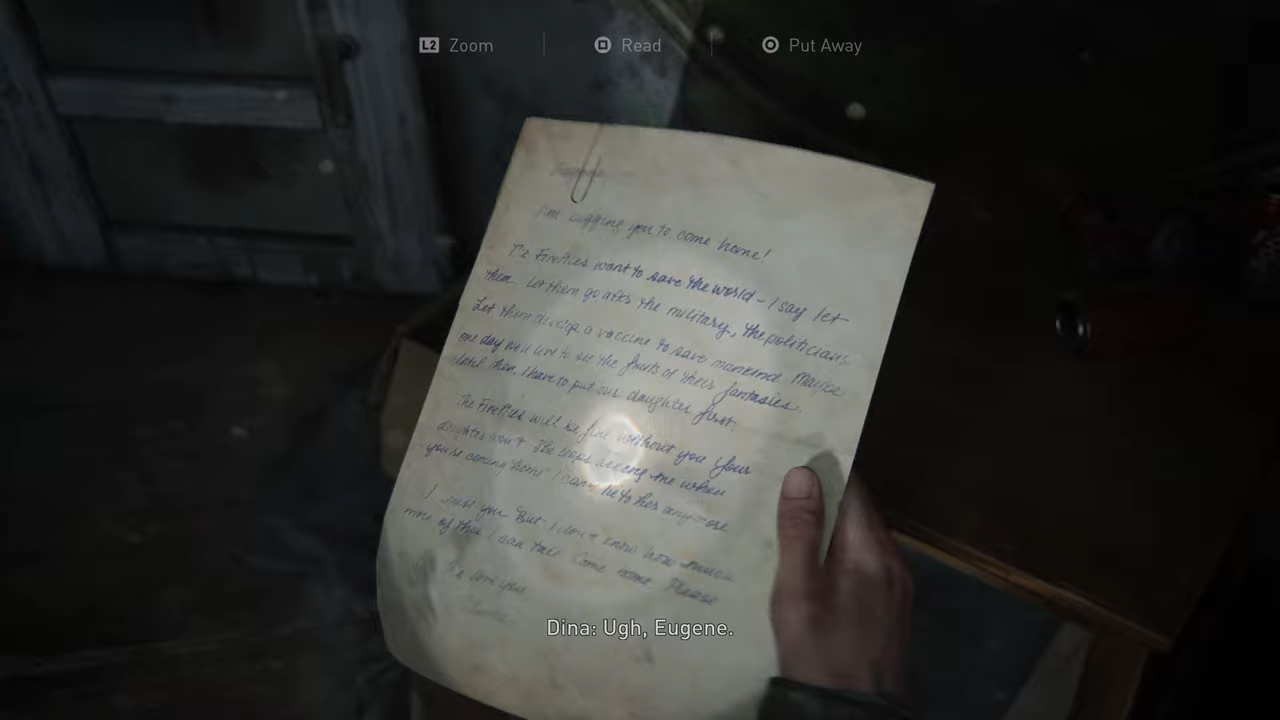 L2 Zoom
Read
Put Away
I'm begging you to come home!
The Fireflies want to save the world - I say let
them. Let them go after the military, the politicians.
Let them develop a vaccine to save mankind. Maybe
one day we'll live to see the fruits of their fantasies.
Until then, I have to put our daughter first.
The Fireflies will be fine without you. Your
daughter won't. She keeps asking me when
you're coming home. I can't lie to her anymore.
I miss you. But I don't know how much
more of this I can take. Come home. Please.
We love you
Dina: Ugh, Eugene.